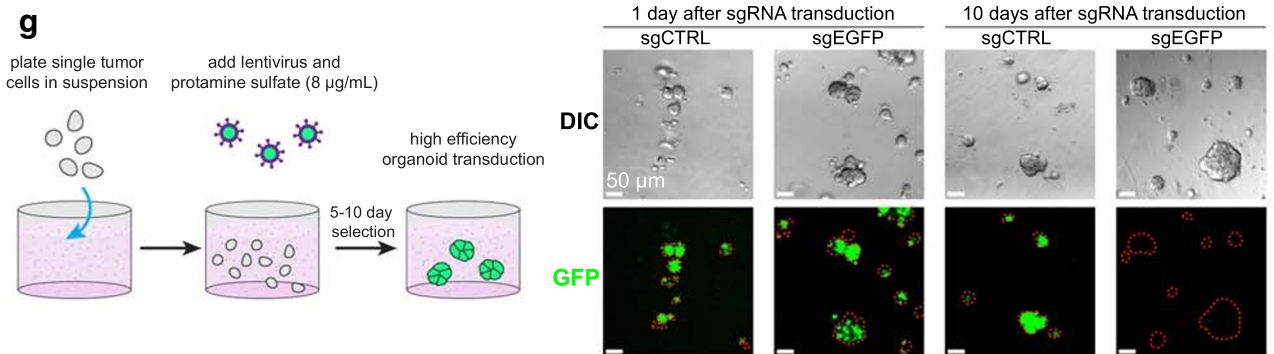 g
plate single tumor
cells in suspension
add lentivirus and
protamine sulfate (8 µg/mL)
high efficiency
organoid transduction
5-10 day
selection
1 day after sgRNA transduction
10 days after sgRNA transduction
sgCTRL
sgEGFP
sgCTRL
sgEGFP
DIC
50 µm
GFP